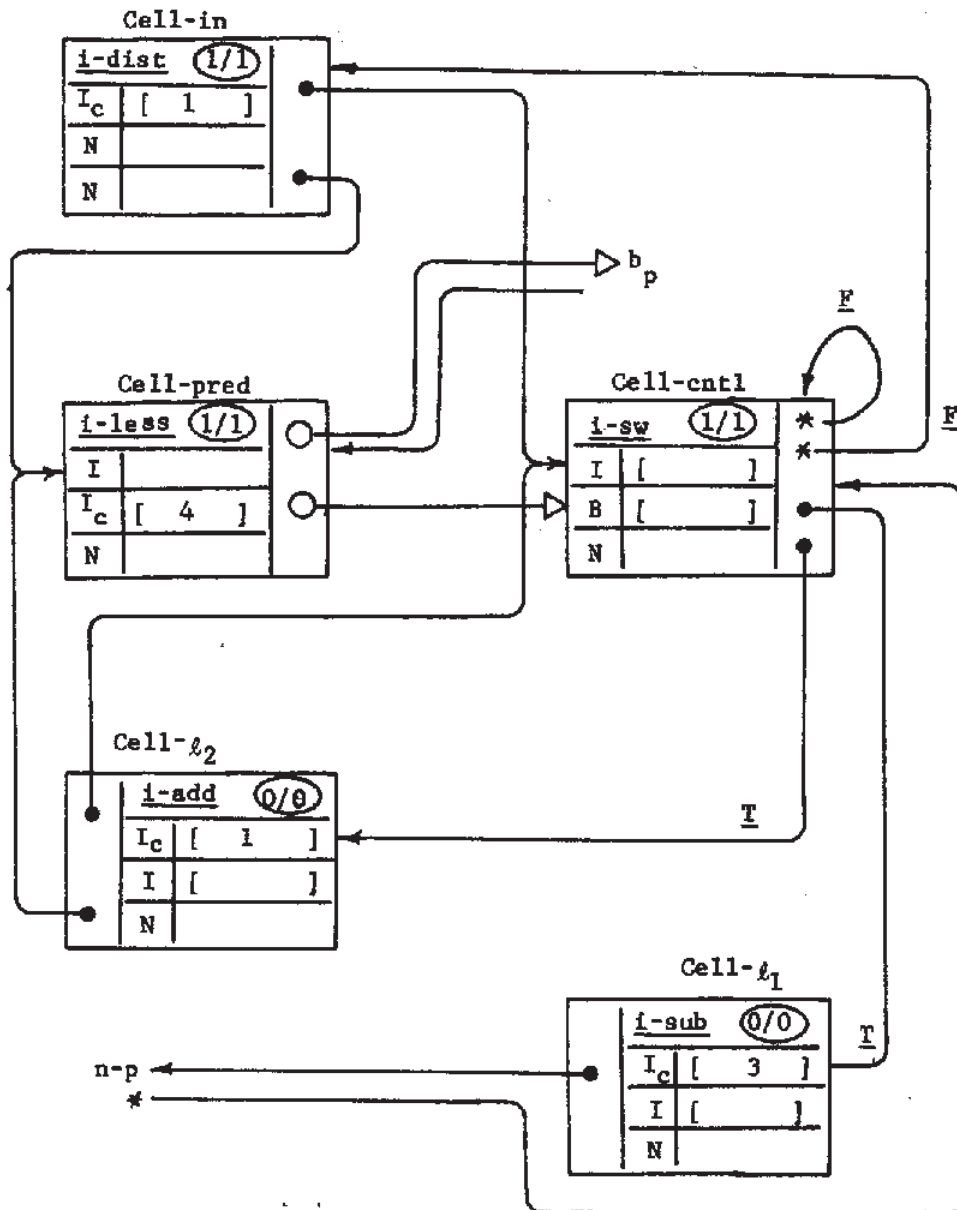 Cell-in
i-dist 1/1
I_c [ 1 ]
N
N
b_p
F
Cell-pred
i-less 1/1
I
I_c [ 4 ]
N
Cell-cntl
i-sw 1/1
*
*
I [ ]
B [ ]
N
F
Cell-ℓ_2
i-add 0/0
I_c [ 1 ]
I [ ]
N
T
Cell-ℓ_1
i-sub 0/0
I_c [ 3 ]
I [ ]
N
T
n-p
*